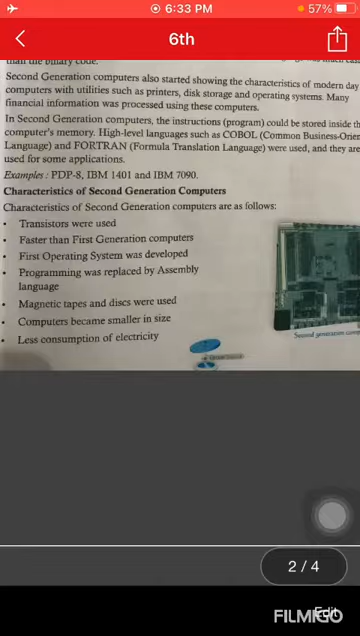 6:33 PM
57%
6th
than the binary code.
Second Generation computers also started showing the characteristics of modern day
computers with utilities such as printers, disk storage and operating systems. Many
financial information was processed using these computers.
In Second Generation computers, the instructions (program) could be stored inside th
computer's memory. High-level languages such as COBOL (Common Business-Orien
Language) and FORTRAN (Formula Translation Language) were used, and they are
used for some applications.
Examples : PDP-8, IBM 1401 and IBM 7090.
Characteristics of Second Generation Computers
Characteristics of Second Generation computers are as follows:
• Transistors were used
• Faster than First Generation computers
• First Operating System was developed
• Programming was replaced by Assembly
language
• Magnetic tapes and discs were used
• Computers became smaller in size
• Less consumption of electricity
Second generation com
2 / 4
Edit
FILMIGO